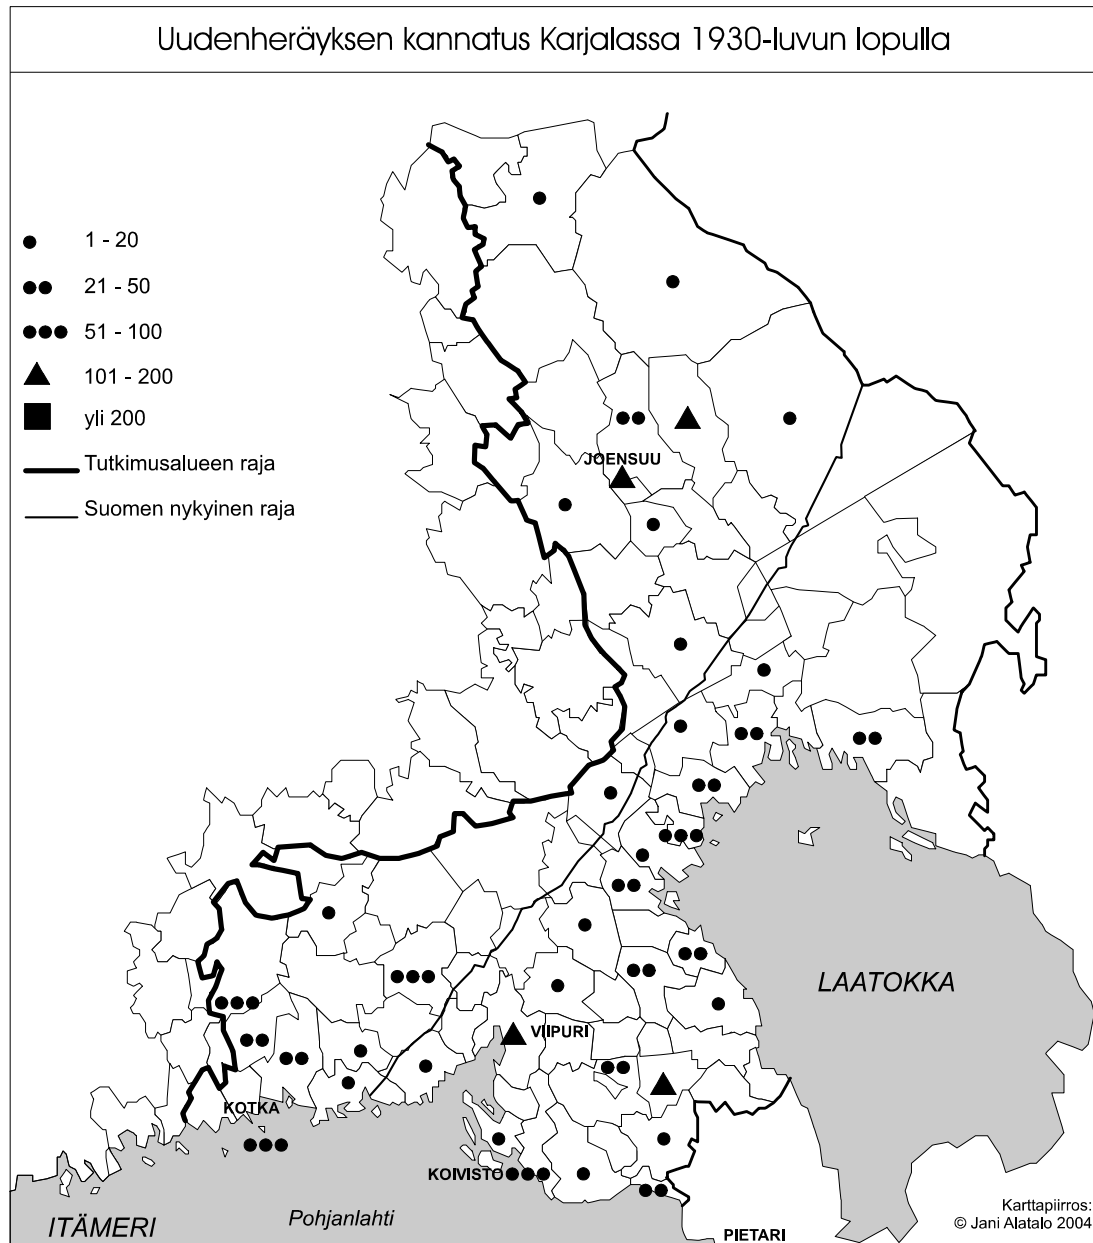 Uudenheräyksen kannatus Karjalassa 1930-luvun lopulla
1 - 20
21 - 50
51 - 100
101 - 200
yli 200
Tutkimusalueen raja
Suomen nykyinen raja
JOENSUU
LAATOKKA
VIIPURI
KOTKA
KOIVISTO
ITÄMERI
Pohjanlahti
PIETARI
Karttapiirros:
© Jani Alatalo 2004